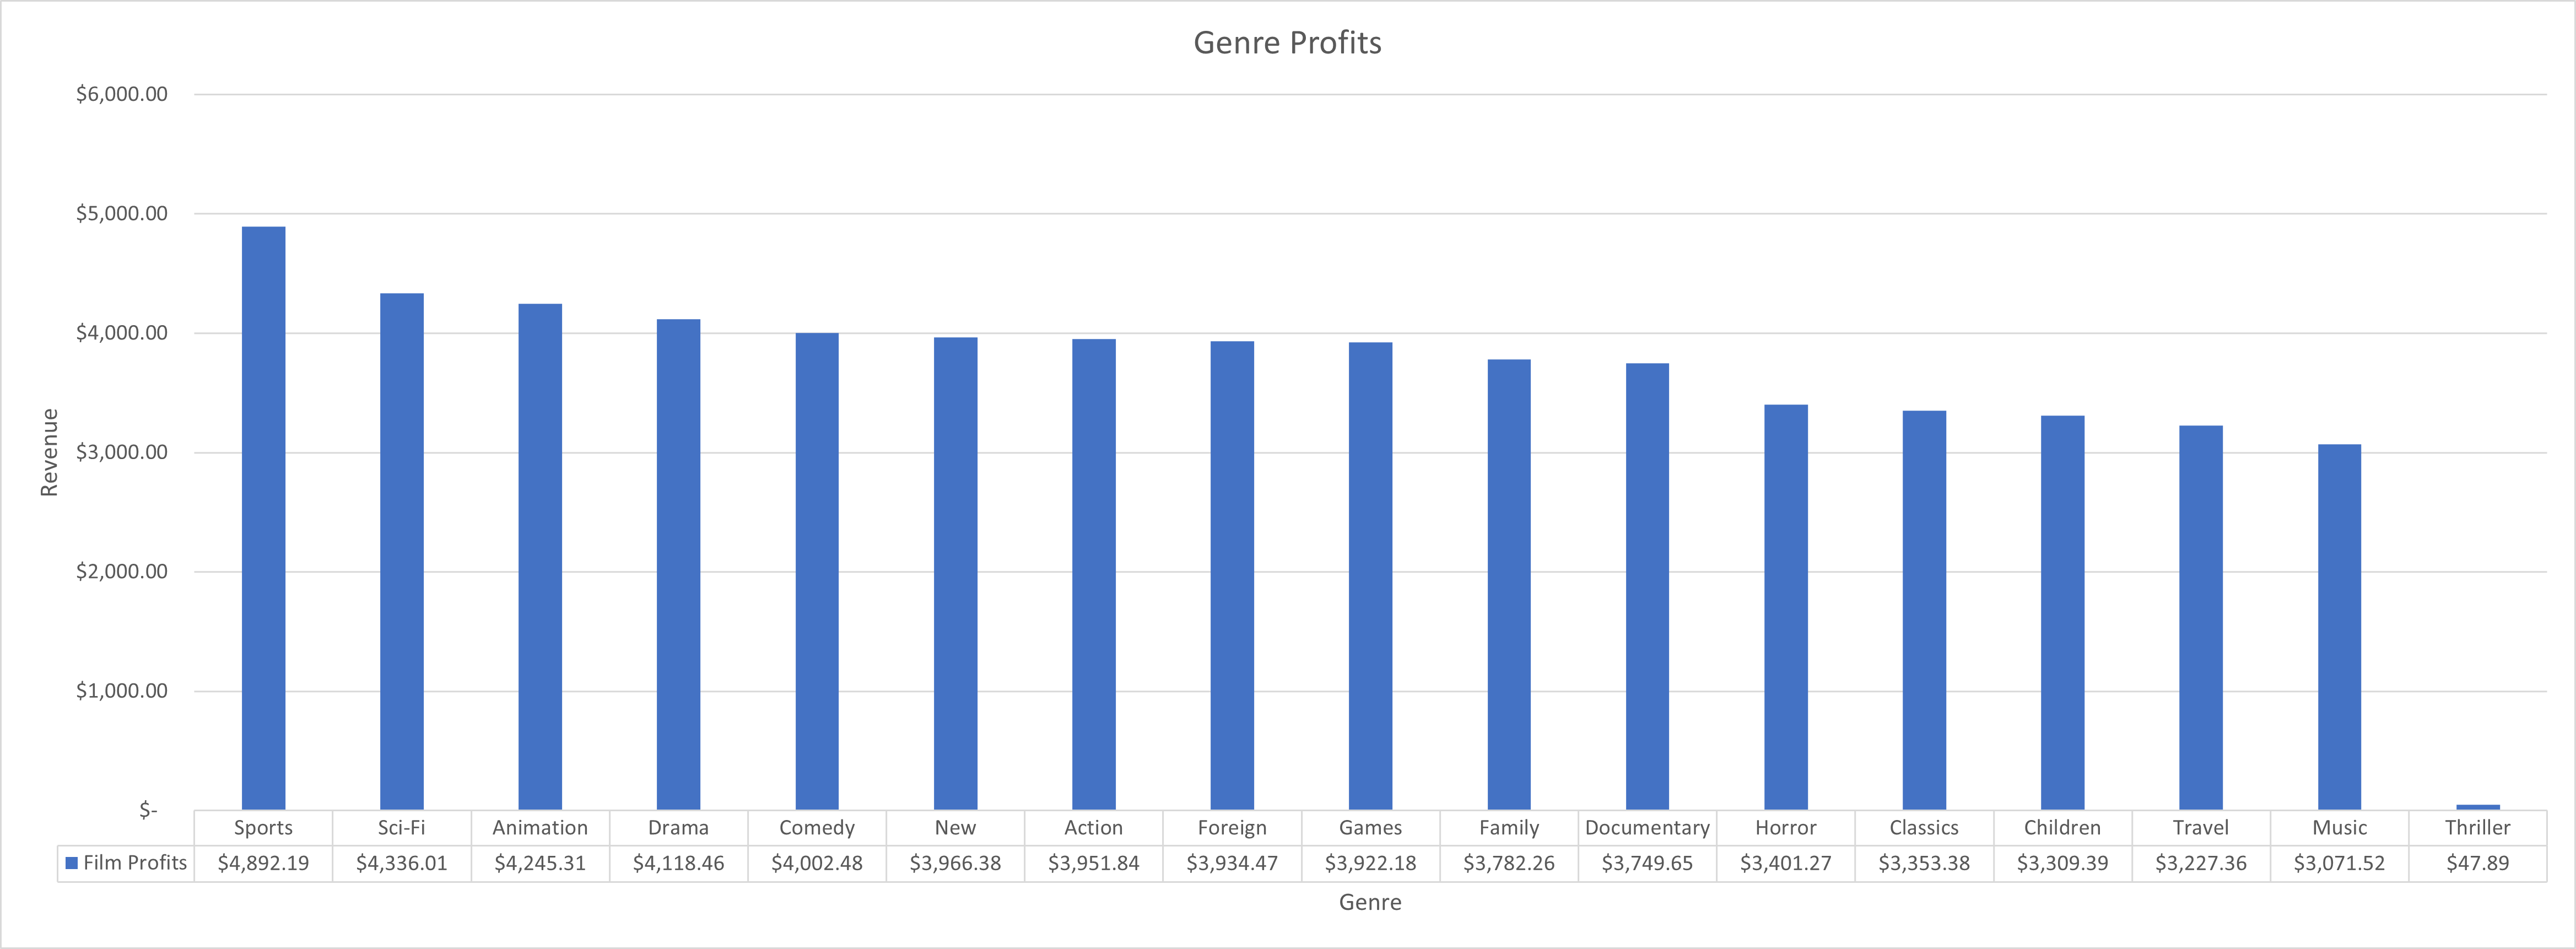 Genre Profits
$6,000.00
$5,000.00
$4,000.00
$3,000.00
$2,000.00
$1,000.00
$-
Revenue
Sports Sci-Fi Animation Drama Comedy New Action Foreign Games Family Documentary Horror Classics Children Travel Music Thriller
Film Profits $4,892.19 $4,336.01 $4,245.31 $4,118.46 $4,002.48 $3,966.38 $3,951.84 $3,934.47 $3,922.18 $3,782.26 $3,749.65 $3,401.27 $3,353.38 $3,309.39 $3,227.36 $3,071.52 $47.89
Genre